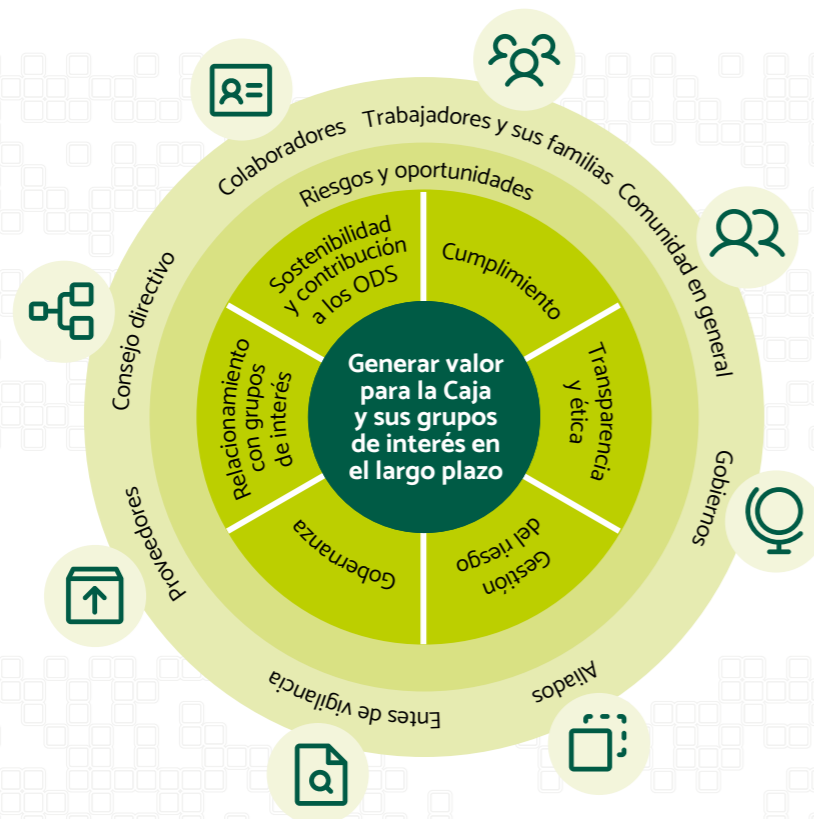 Colaboradores
Trabajadores y sus familias
Comunidad en general
Gobiernos
Aliados
Entes de vigilancia
Proveedores
Consejo directivo
Riesgos y oportunidades
Sostenibilidad
y contribución
a los ODS
Cumplimiento
Transparencia
y ética
Gestión
del riesgo
Gobernanza
Relacionamiento
con grupos
de interés
Generar valor
para la Caja
y sus grupos
de interés en
el largo plazo